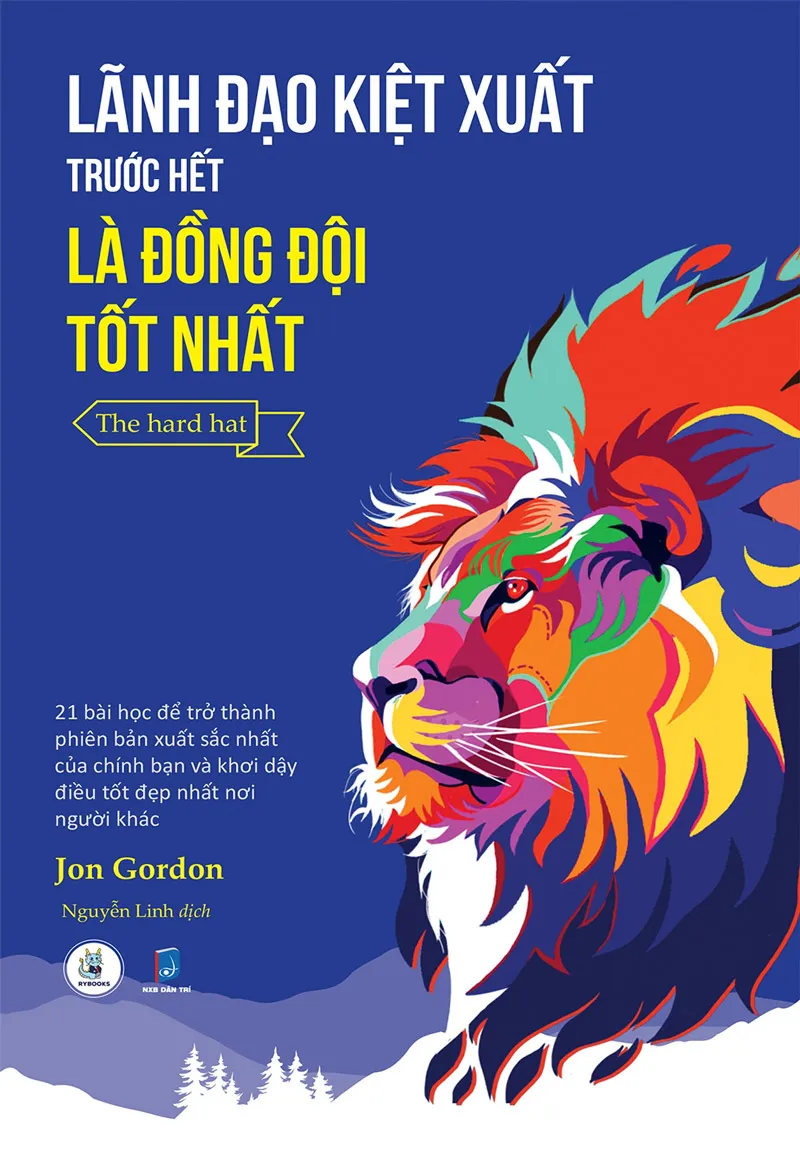 LÃNH ĐẠO KIỆT XUẤT
TRƯỚC HẾT
LÀ ĐỒNG ĐỘI
TỐT NHẤT
The hard hat
21 bài học để trở thành
phiên bản xuất sắc nhất
của chính bạn và khơi dậy
điều tốt đẹp nhất nơi
người khác
Jon Gordon
Nguyễn Linh dịch
RYBOOKS
NXB DÂN TRÍ